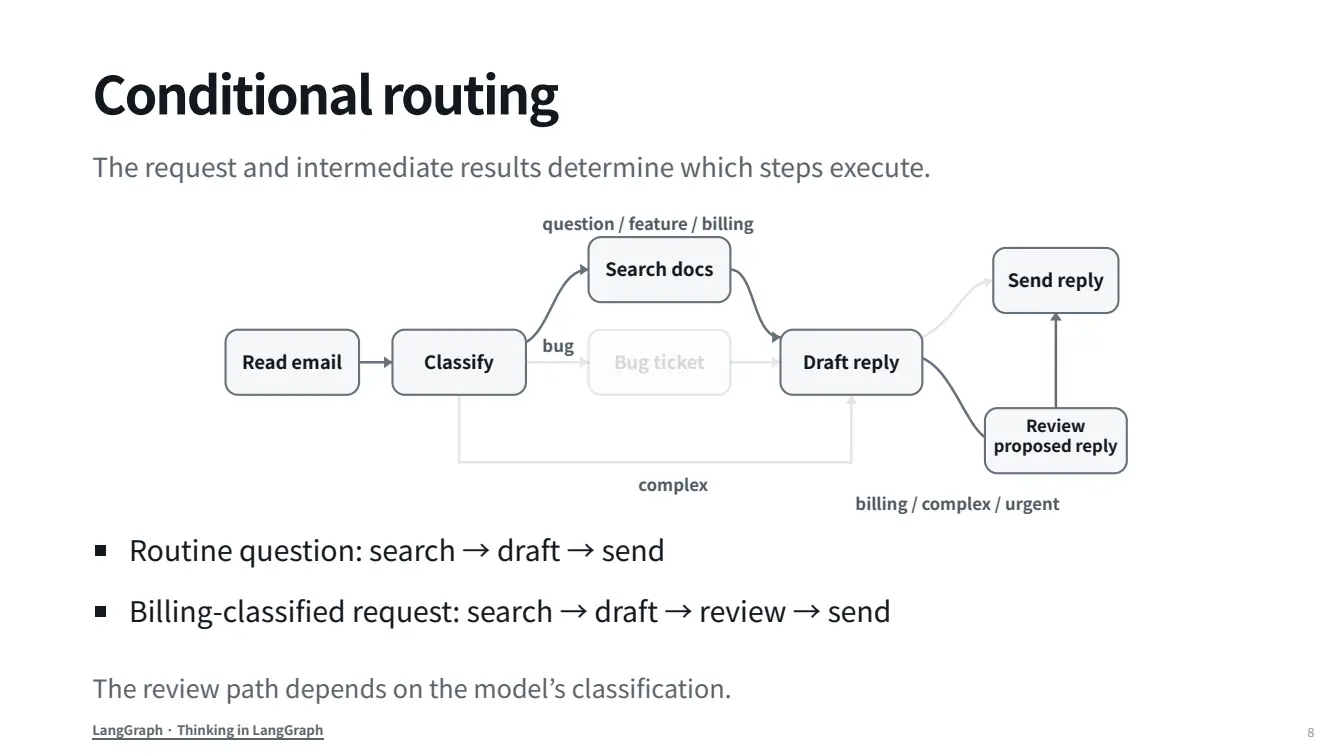 Conditional routing
The request and intermediate results determine which steps execute.
question / feature / billing
Search docs
Send reply
Read email
Classify
bug
Bug ticket
Draft reply
Review
proposed reply
complex
billing / complex / urgent
▪ Routine question: search → draft → send
▪ Billing-classified request: search → draft → review → send
The review path depends on the model’s classification.
LangGraph · Thinking in LangGraph
8